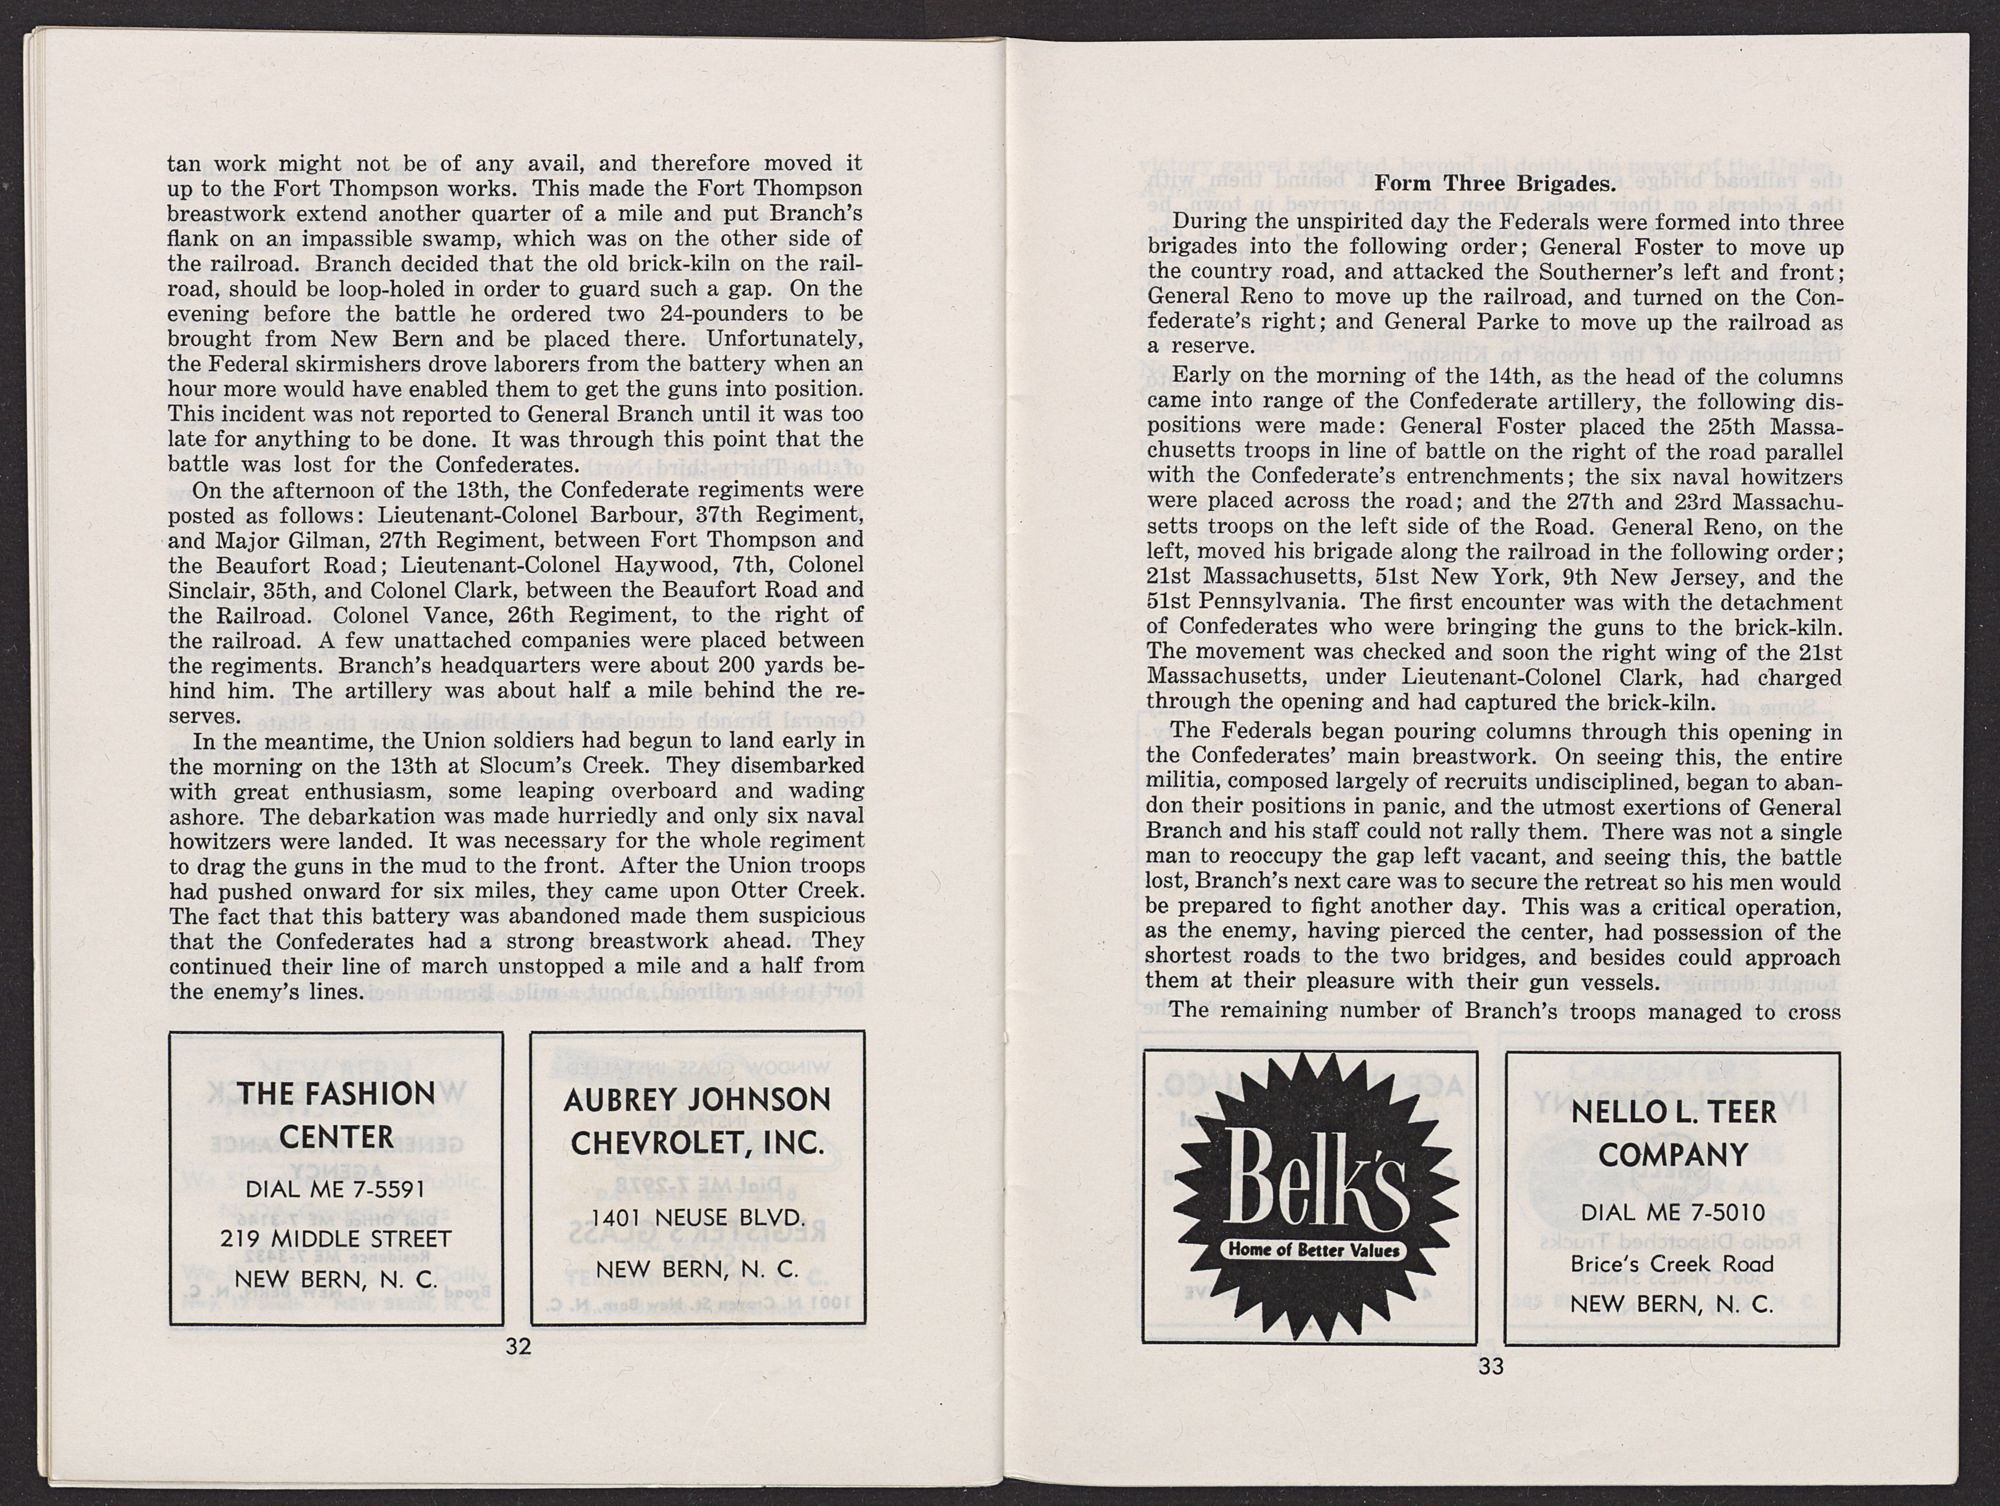 tan work might not be of any avail, and therefore moved it
up to the Fort Thompson works. This made the Fort Thompson
breastwork extend another quarter of a mile and put Branch's
flank on an impassible swamp, which was on the other side of
the railroad. Branch decided that the old brick-kiln on the rail-
road, should be loop-holed in order to guard such a gap. On the
evening before the battle he ordered two 24-pounders to be
brought from New Bern and be placed there. Unfortunately,
the Federal skirmishers drove laborers from the battery when an
hour more would have enabled them to get the guns into position.
This incident was not reported to General Branch until it was too
late for anything to be done. It was through this point that the
battle was lost for the Confederates.
On the afternoon of the 13th, the Confederate regiments were
posted as follows: Lieutenant-Colonel Barbour, 37th Regiment,
and Major Gilman, 27th Regiment, between Fort Thompson and
the Beaufort Road; Lieutenant-Colonel Haywood, 7th, Colonel
Sinclair, 35th, and Colonel Clark, between the Beaufort Road and
the Railroad. Colonel Vance, 26th Regiment, to the right of
the railroad. A few unattached companies were placed between
the regiments. Branch's headquarters were about 200 yards be-
hind him. The artillery was about half a mile behind the re-
serves.
In the meantime, the Union soldiers had begun to land early in
the morning on the 13th at Slocum's Creek. They disembarked
with great enthusiasm, some leaping overboard and wading
ashore. The debarkation was made hurriedly and only six naval
howitzers were landed. It was necessary for the whole regiment
to drag the guns in the mud to the front. After the Union troops
had pushed onward for six miles, they came upon Otter Creek.
The fact that this battery was abandoned made them suspicious
that the Confederates had a strong breastwork ahead. They
continued their line of march unstopped a mile and a half from
the enemy's lines.
THE FASHION
CENTER
DIAL ME 7-5591
219 MIDDLE STREET
NEW BERN, N. C.
AUBREY JOHNSON
CHEVROLET, INC.
1401 NEUSE BLVD.
NEW BERN, N. C.
32
Form Three Brigades.
During the unspirited day the Federals were formed into three
brigades into the following order; General Foster to move up
the country road, and attacked the Southerner's left and front;
General Reno to move up the railroad, and turned on the Con-
federate's right; and General Parke to move up the railroad as
a reserve.
Early on the morning of the 14th, as the head of the columns
came into range of the Confederate artillery, the following dis-
positions were made: General Foster placed the 25th Massa-
chusetts troops in line of battle on the right of the road parallel
with the Confederate's entrenchments; the six naval howitzers
were placed across the road; and the 27th and 23rd Massachu-
setts troops on the left side of the Road. General Reno, on the
left, moved his brigade along the railroad in the following order;
21st Massachusetts, 51st New York, 9th New Jersey, and the
51st Pennsylvania. The first encounter was with the detachment
of Confederates who were bringing the guns to the brick-kiln.
The movement was checked and soon the right wing of the 21st
Massachusetts, under Lieutenant-Colonel Clark, had charged
through the opening and had captured the brick-kiln.
The Federals began pouring columns through this opening in
the Confederates' main breastwork. On seeing this, the entire
militia, composed largely of recruits undisciplined, began to aban-
don their positions in panic, and the utmost exertions of General
Branch and his staff could not rally them. There was not a single
man to reoccupy the gap left vacant, and seeing this, the battle
lost, Branch's next care was to secure the retreat so his men would
be prepared to fight another day. This was a critical operation,
as the enemy, having pierced the center, had possession of the
shortest roads to the two bridges, and besides could approach
them at their pleasure with their gun vessels.
The remaining number of Branch's troops managed to cross
Belk's
Home of Better Values
NELLO L. TEER
COMPANY
DIAL ME 7-5010
Brice's Creek Road
NEW BERN, N. C.
33